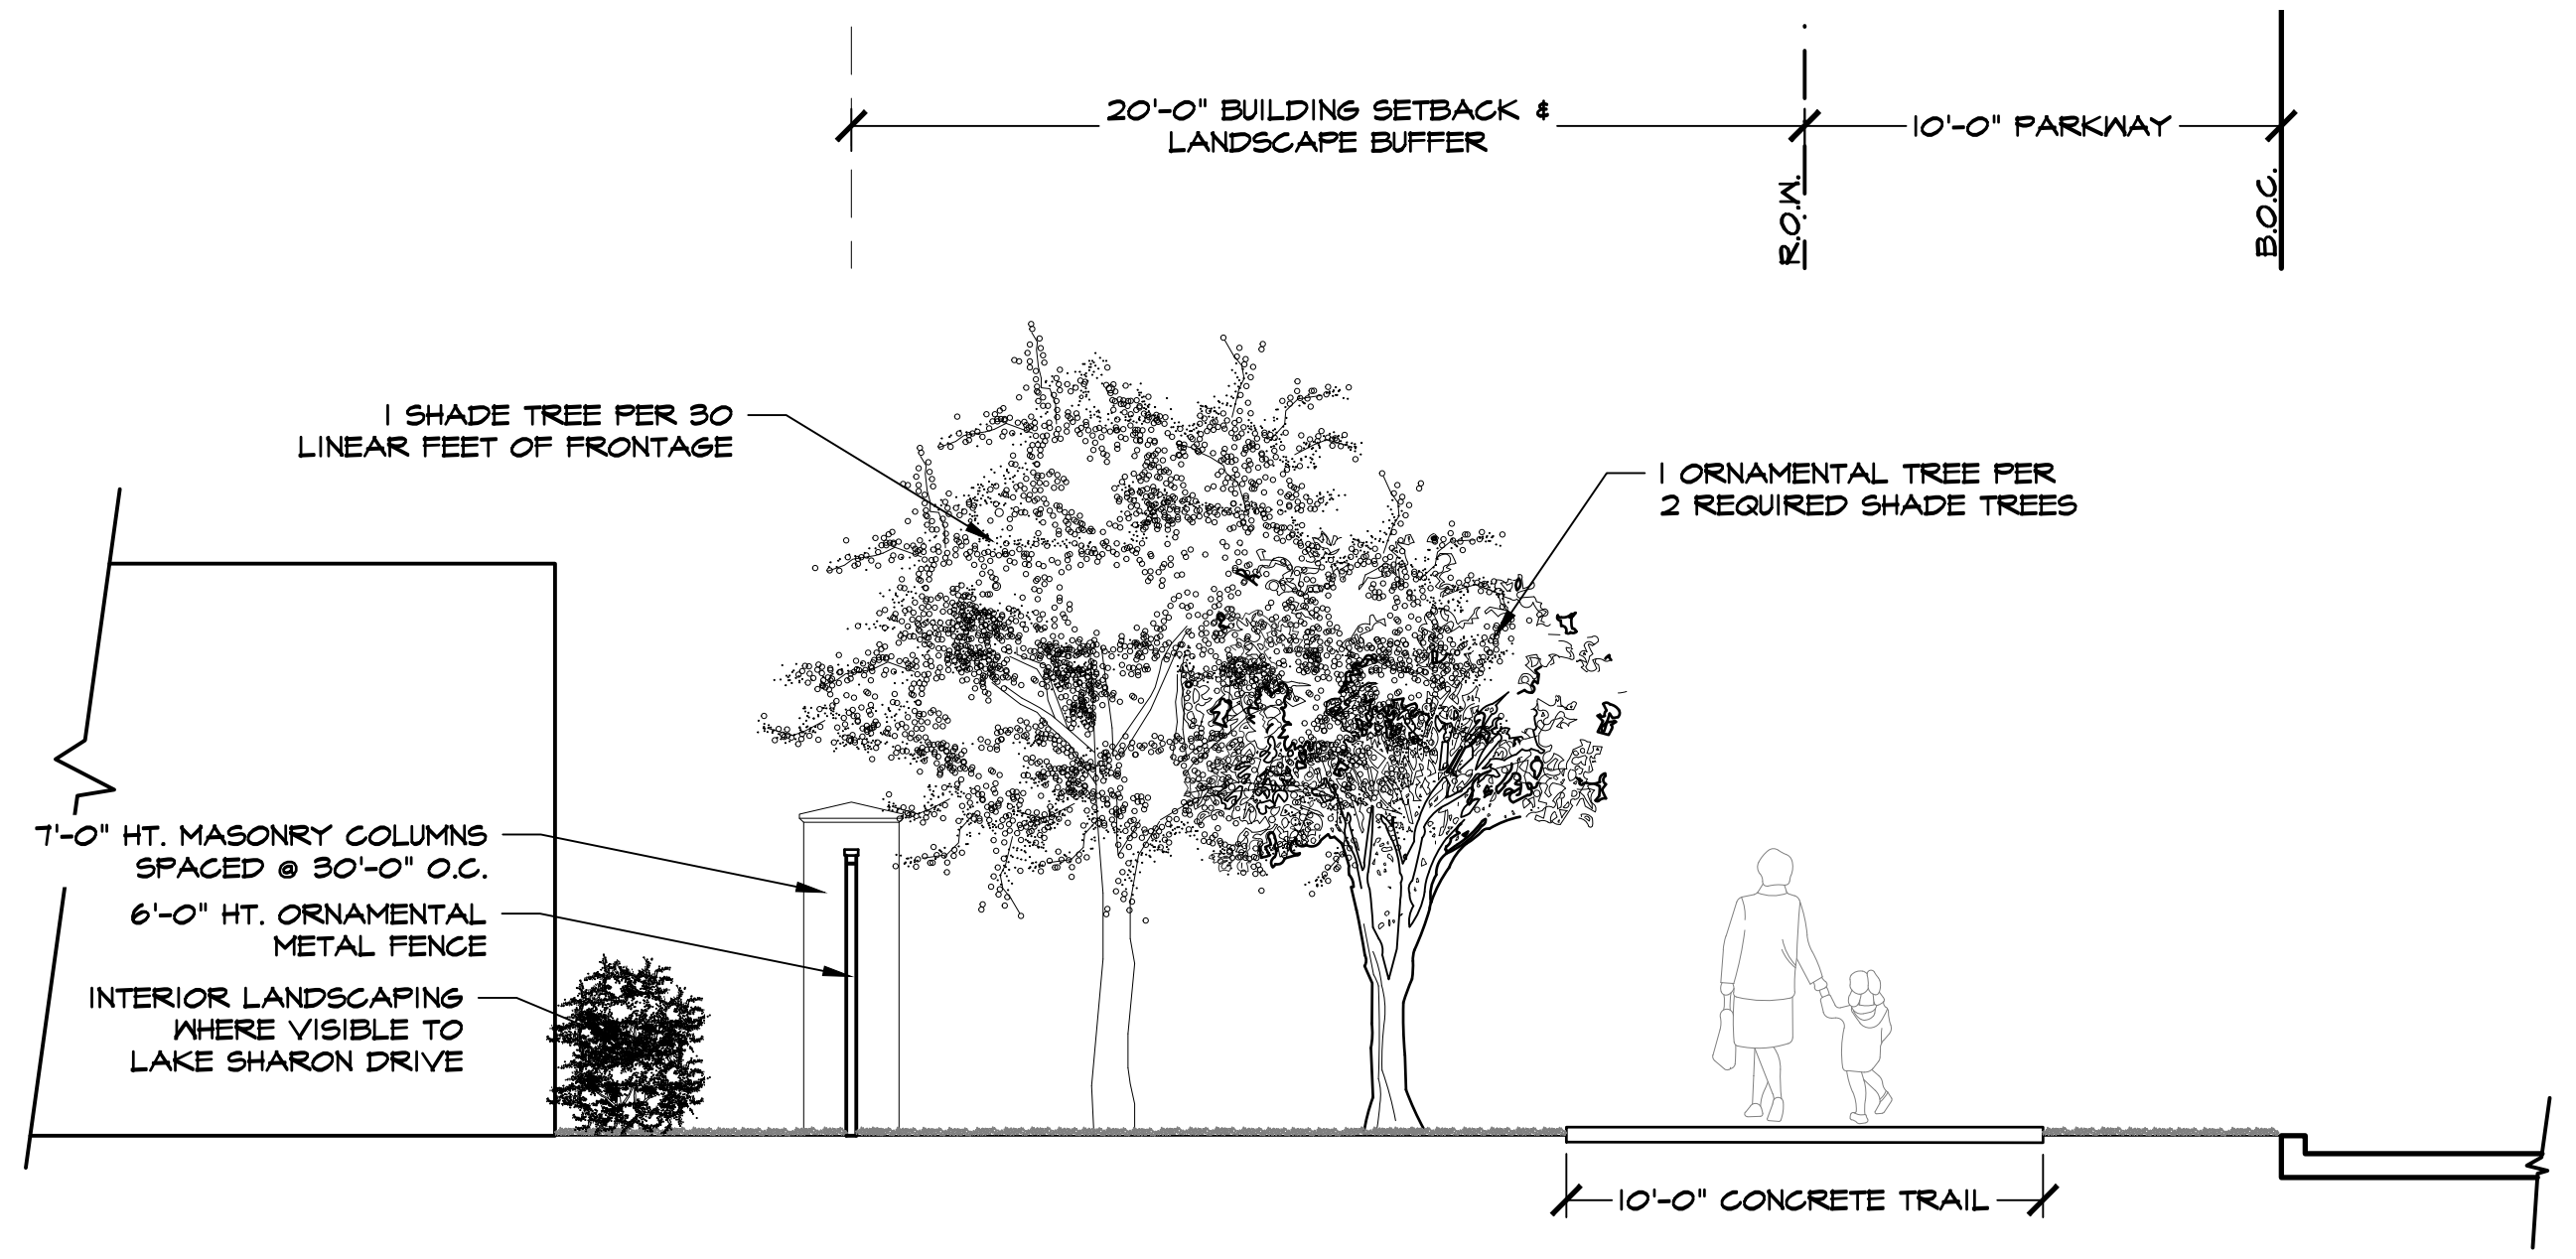 20'-0" BUILDING SETBACK &
LANDSCAPE BUFFER
10'-0" PARKWAY
R.O.W.
B.O.C.
1 SHADE TREE PER 30
LINEAR FEET OF FRONTAGE
1 ORNAMENTAL TREE PER
2 REQUIRED SHADE TREES
7'-0" HT. MASONRY COLUMNS
SPACED @ 30'-0" O.C.
6'-0" HT. ORNAMENTAL
METAL FENCE
INTERIOR LANDSCAPING
WHERE VISIBLE TO
LAKE SHARON DRIVE
10'-0" CONCRETE TRAIL